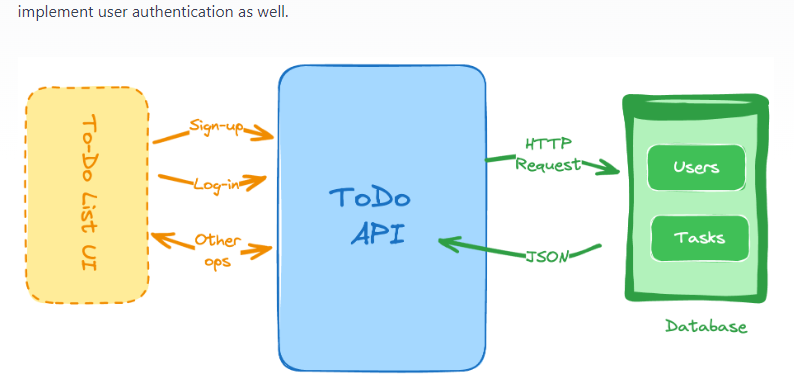 implement user authentication as well.
To-Do List UI
Sign-up
Log-in
Other
ops
ToDo
API
HTTP
Request
JSON
Users
Tasks
Database